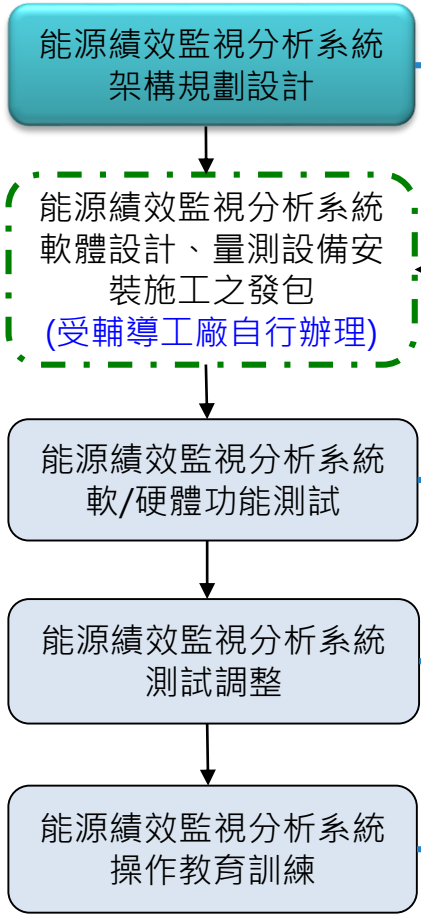 能源績效監視分析系統
架構規劃設計
能源績效監視分析系統
軟體設計、量測設備安
裝施工之發包
(受輔導工廠自行辦理)
能源績效監視分析系統
軟/硬體功能測試
能源績效監視分析系統
測試調整
能源績效監視分析系統
操作教育訓練